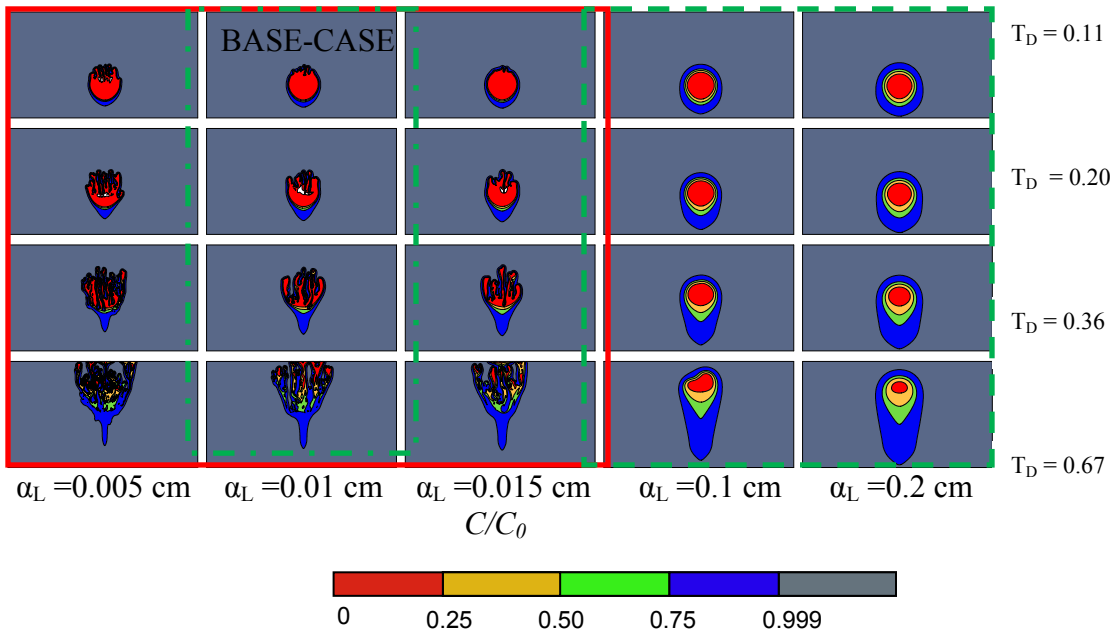 BASE-CASE
T_D = 0.11
T_D = 0.20
T_D = 0.36
T_D = 0.67
α_L =0.005 cm α_L =0.01 cm α_L =0.015 cm α_L =0.1 cm α_L =0.2 cm
C/C_0
0 0.25 0.50 0.75 0.999